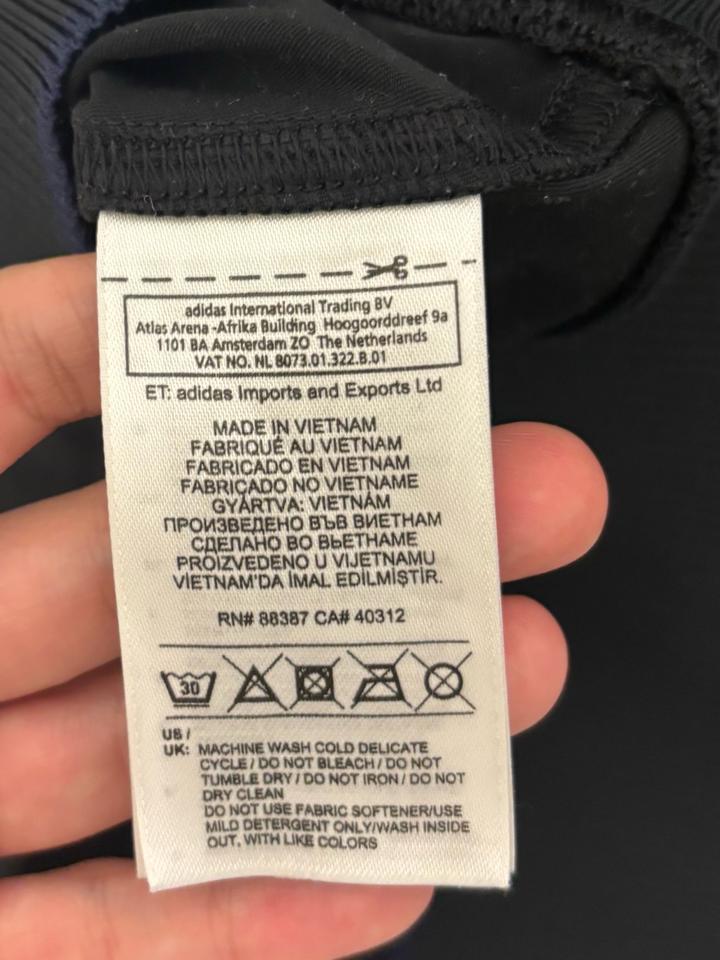 adidas International Trading BV
Atlas Arena -Afrika Building Hoogoorddreef 9a
1101 BA Amsterdam ZO The Netherlands
VAT NO. NL 8073.01.322.B.01
ET: adidas Imports and Exports Ltd
MADE IN VIETNAM
FABRIQUÉ AU VIETNAM
FABRICADO EN VIETNAM
FABRICADO NO VIETNAME
GYÁRTVA: VIETNÁM
ПРОИЗВЕДЕНО ВЪВ ВИЕТНАМ
СДЕЛАНО ВО ВЬЕТНАМЕ
PROIZVEDENO U VIJETNAMU
VİETNAM'DA İMAL EDİLMİŞTİR.
RN# 88387 CA# 40312
30
US /
UK: MACHINE WASH COLD DELICATE
CYCLE / DO NOT BLEACH / DO NOT
TUMBLE DRY / DO NOT IRON / DO NOT
DRY CLEAN
DO NOT USE FABRIC SOFTENER/USE
MILD DETERGENT ONLY/WASH INSIDE
OUT, WITH LIKE COLORS